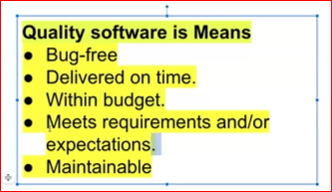 Quality software is Means
● Bug-free
● Delivered on time.
● Within budget.
● Meets requirements and/or
expectations.
● Maintainable